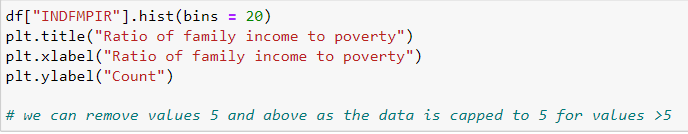 df["INDFMPIR"].hist(bins = 20)
plt.title("Ratio of family income to poverty")
plt.xlabel("Ratio of family income to poverty")
plt.ylabel("Count")
# we can remove values 5 and above as the data is capped to 5 for values >5